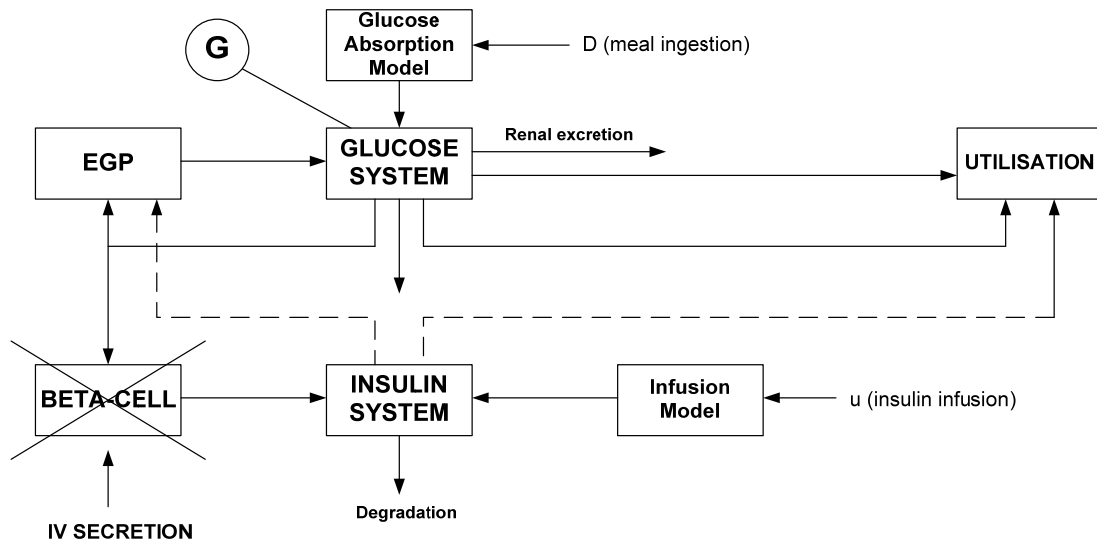 Glucose
Absorption
Model
D (meal ingestion)
G
EGP
GLUCOSE
SYSTEM
Renal excretion
UTILISATION
BETA-CELL
INSULIN
SYSTEM
Infusion
Model
u (insulin infusion)
Degradation
IV SECRETION